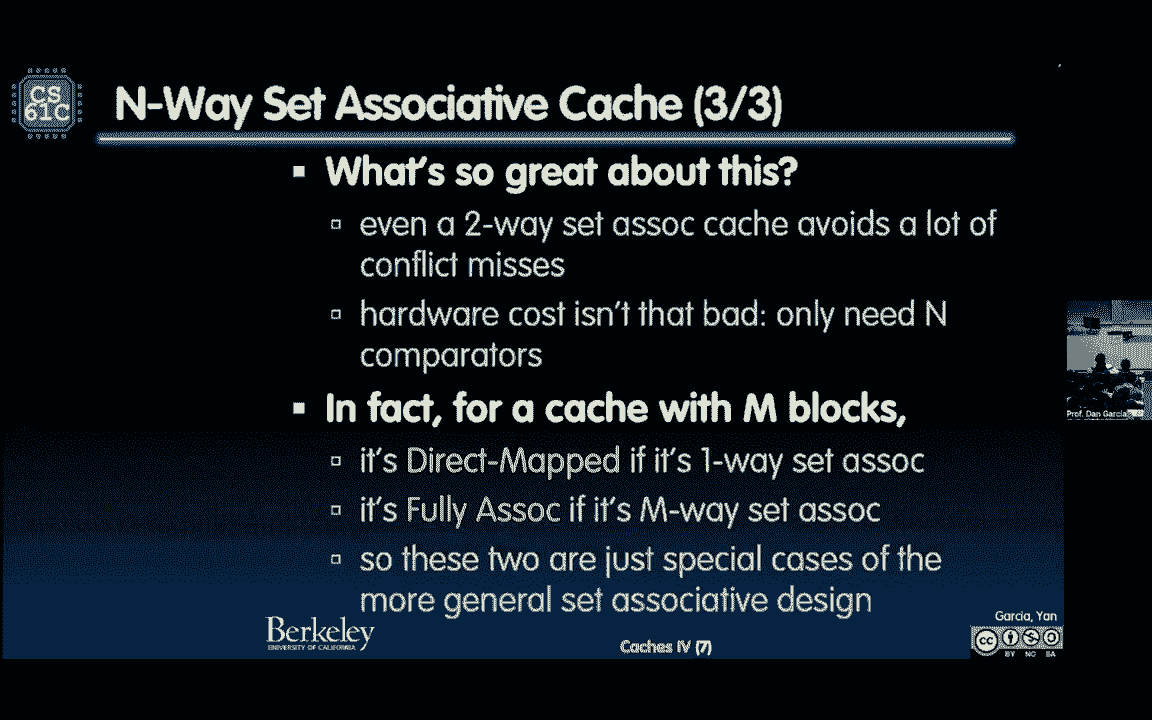 CS
61C
N-Way Set Associative Cache (3/3)
What's so great about this?
even a 2-way set assoc cache avoids a lot of
conflict misses
hardware cost isn't that bad: only need N
comparators
In fact, for a cache with M blocks,
it's Direct-Mapped if it's 1-way set assoc
it's Fully Assoc if it's M-way set assoc
so these two are just special cases of the
more general set associative design
Berkeley
UNIVERSITY OF CALIFORNIA
Caches IV (7)
Garcia, Yan
cc
BY NC SA
Prof. Dan Garcia